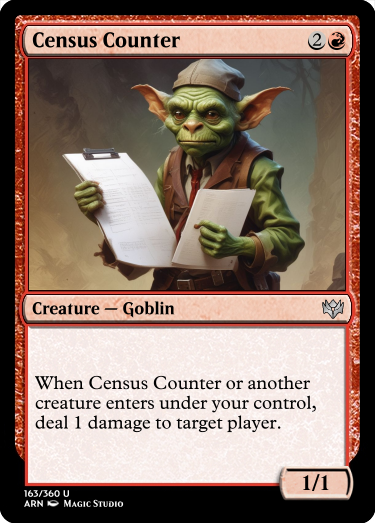 Census Counter 2
Creature — Goblin
When Census Counter or another
creature enters under your control,
deal 1 damage to target player.
1/1
163/360 U
ARN Magic Studio